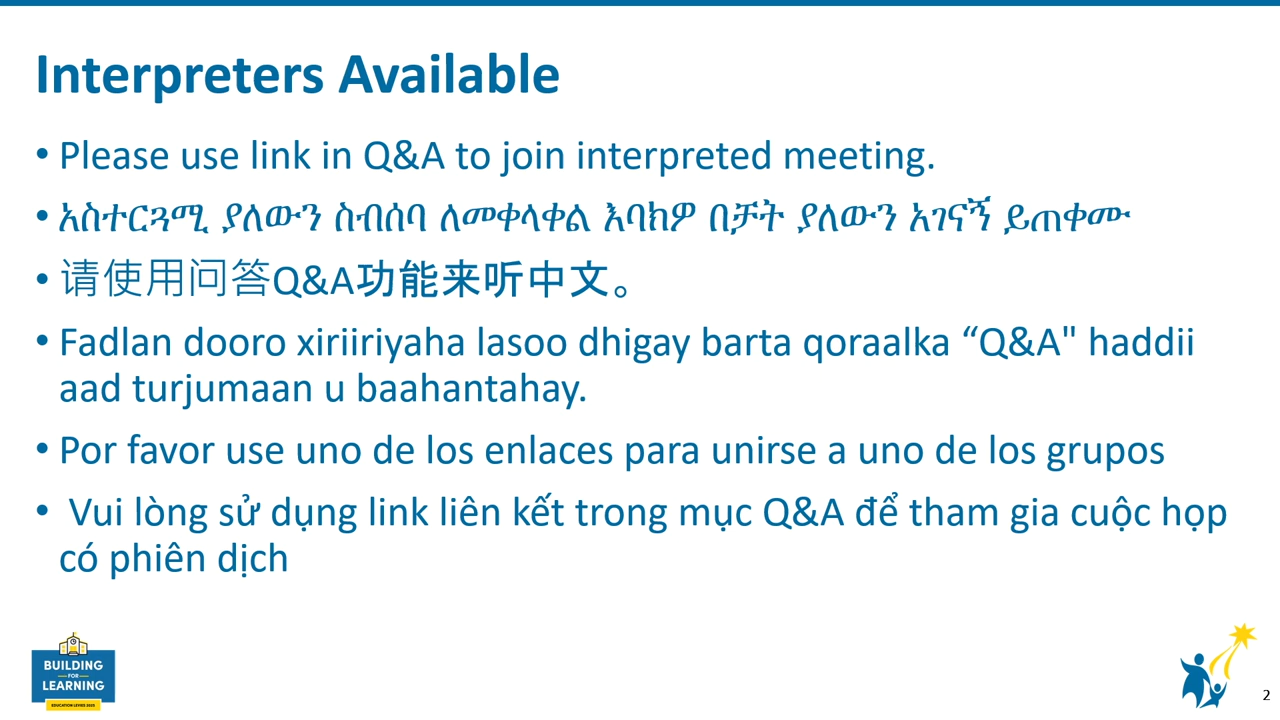 Interpreters Available
• Please use link in Q&A to join interpreted meeting.
• አስተርጓሚ ያለውን ስብሰባ ለመቀላቀል እባክዎ በቻት ያለውን አገናኝ ይጠቀሙ
• 请使用问答Q&A功能来听中文。
• Fadlan dooro xiriiriyaha lasoo dhigay barta qoraalka “Q&A" haddii
aad turjumaan u baahantahay.
• Por favor use uno de los enlaces para unirse a uno de los grupos
• Vui lòng sử dụng link liên kết trong mục Q&A để tham gia cuộc họp
có phiên dịch
BUILDING
FOR
LEARNING
EDUCATION LEVIES 2025
2